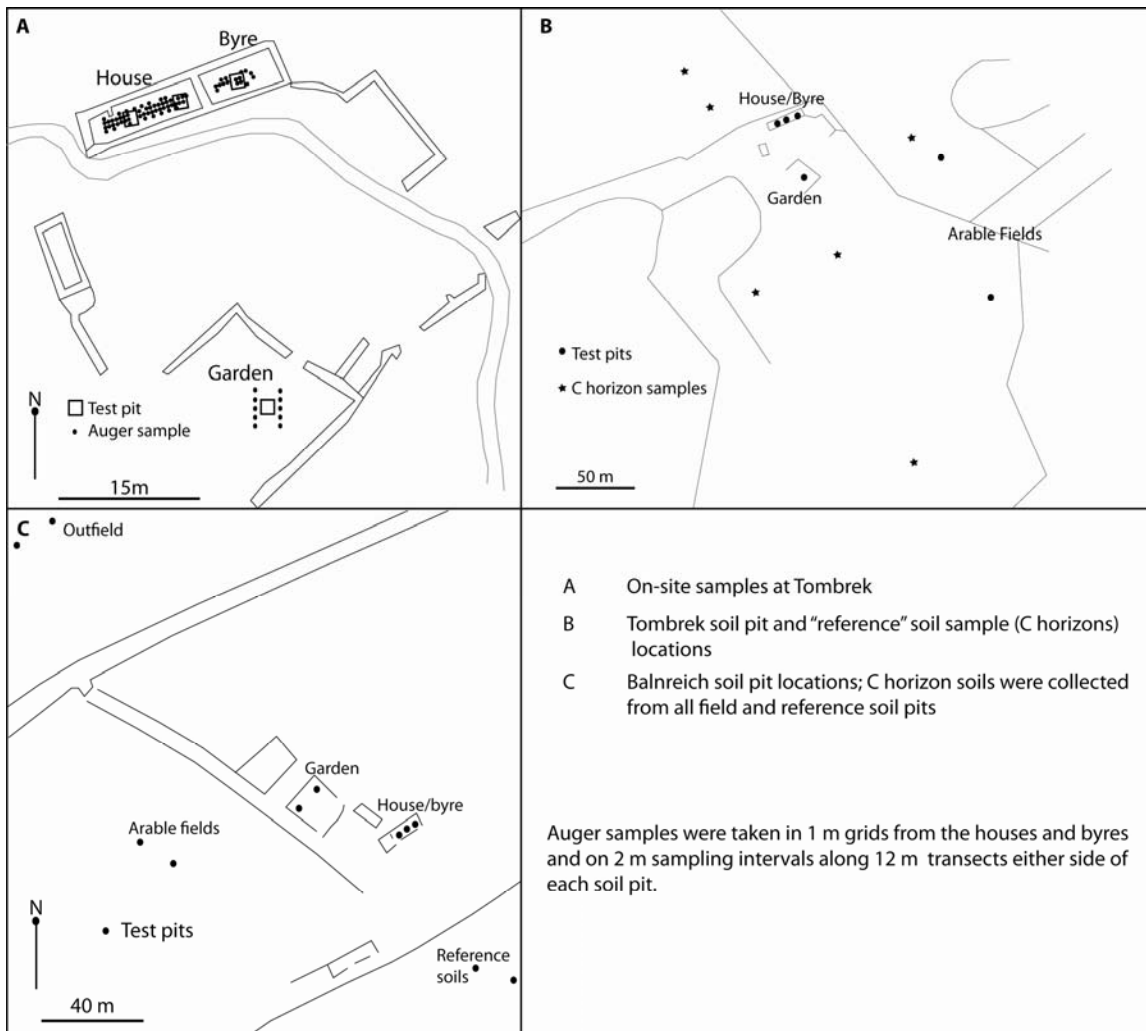 A
Byre
House
Garden
N
Test pit
Auger sample
15m
B
House/Byre
Garden
Arable Fields
Test pits
C horizon samples
50 m
C
Outfield
Garden
House/byre
Arable fields
N
Test pits
Reference
soils
40 m
A On-site samples at Tombrek
B Tombrek soil pit and “reference” soil sample (C horizons)
locations
C Balnreich soil pit locations; C horizon soils were collected
from all field and reference soil pits
Auger samples were taken in 1 m grids from the houses and byres
and on 2 m sampling intervals along 12 m transects either side of
each soil pit.